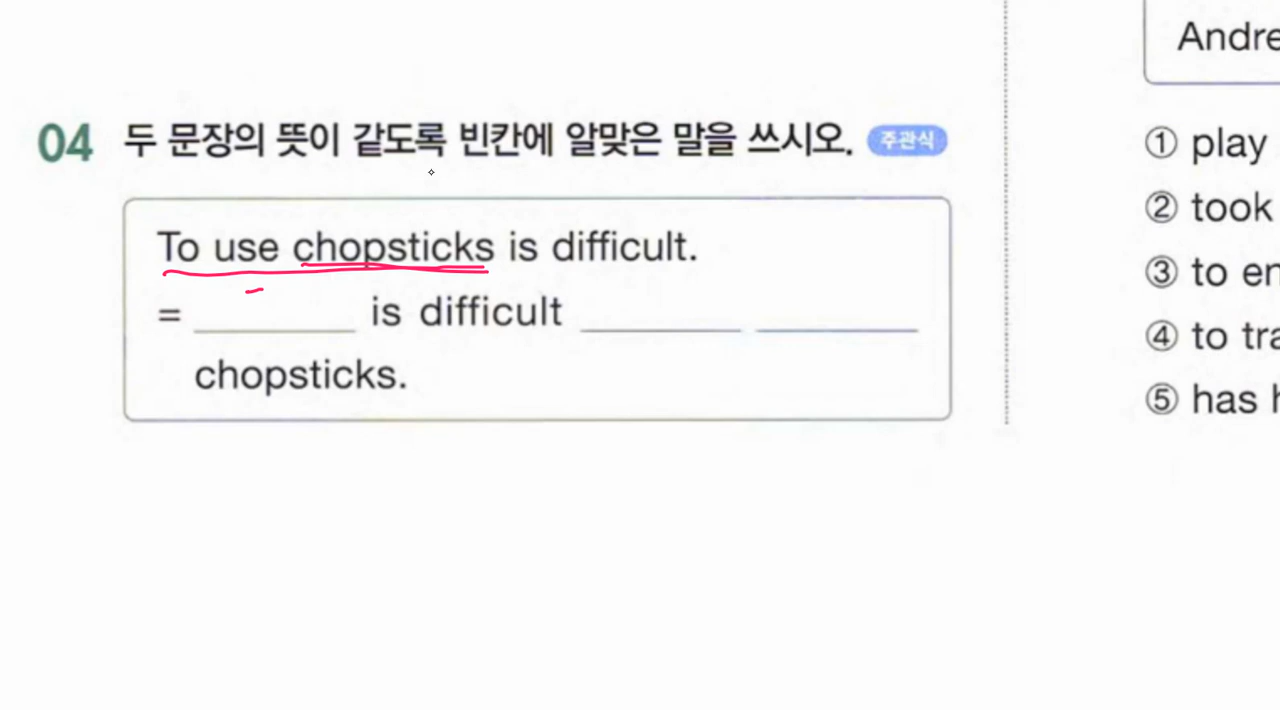 04 두 문장의 뜻이 같도록 빈칸에 알맞은 말을 쓰시오. 주관식
To use chopsticks is difficult.
= ________ is difficult ________ ________
chopsticks.
Andre
① play
② took
③ to en
④ to tra
⑤ has h